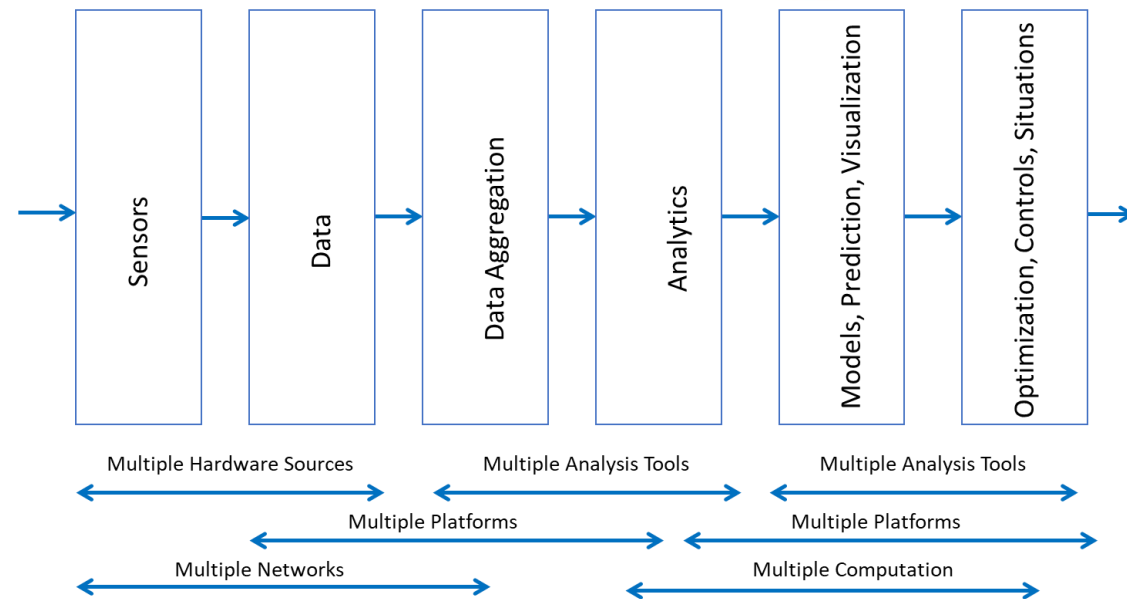 Sensors
Data
Data Aggregation
Analytics
Models, Prediction, Visualization
Optimization, Controls, Situations
Multiple Hardware Sources
Multiple Analysis Tools
Multiple Analysis Tools
Multiple Platforms
Multiple Platforms
Multiple Networks
Multiple Computation